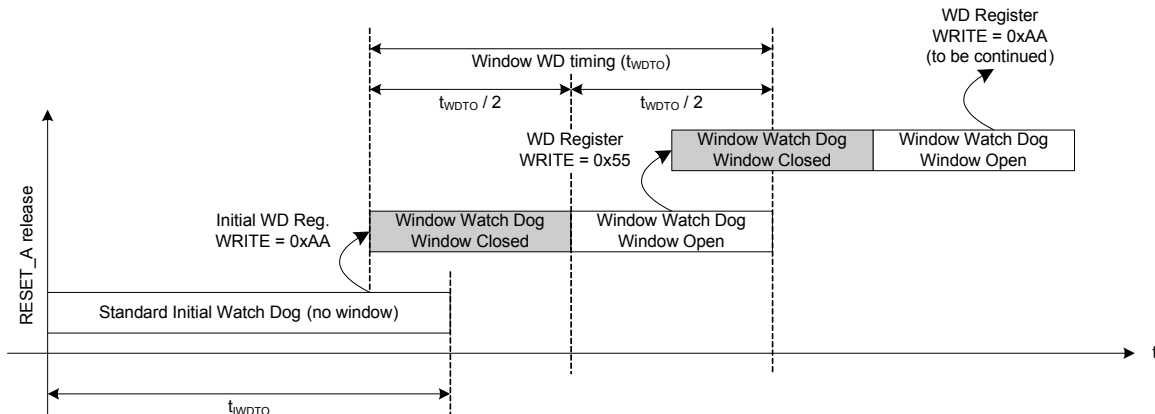 WD Register
WRITE = 0xAA
(to be continued)
Window WD timing (tWDTO)
tWDTO / 2
tWDTO / 2
WD Register
WRITE = 0x55
Window Watch Dog
Window Closed
Window Watch Dog
Window Open
Initial WD Reg.
WRITE = 0xAA
Window Watch Dog
Window Closed
Window Watch Dog
Window Open
RESET_A release
Standard Initial Watch Dog (no window)
t
tIWDTO